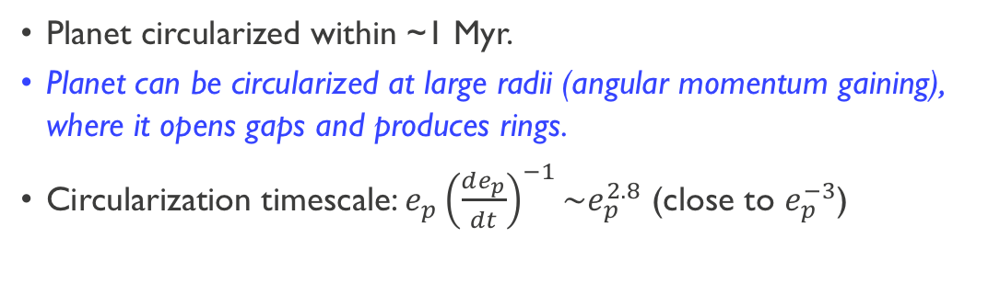 • Planet circularized within ~1 Myr.
• Planet can be circularized at large radii (angular momentum gaining),
where it opens gaps and produces rings.
• Circularization timescale: $e_p \left(\frac{de_p}{dt}\right)^{-1} \sim e_p^{2.8}$ (close to $e_p^{-3}$)